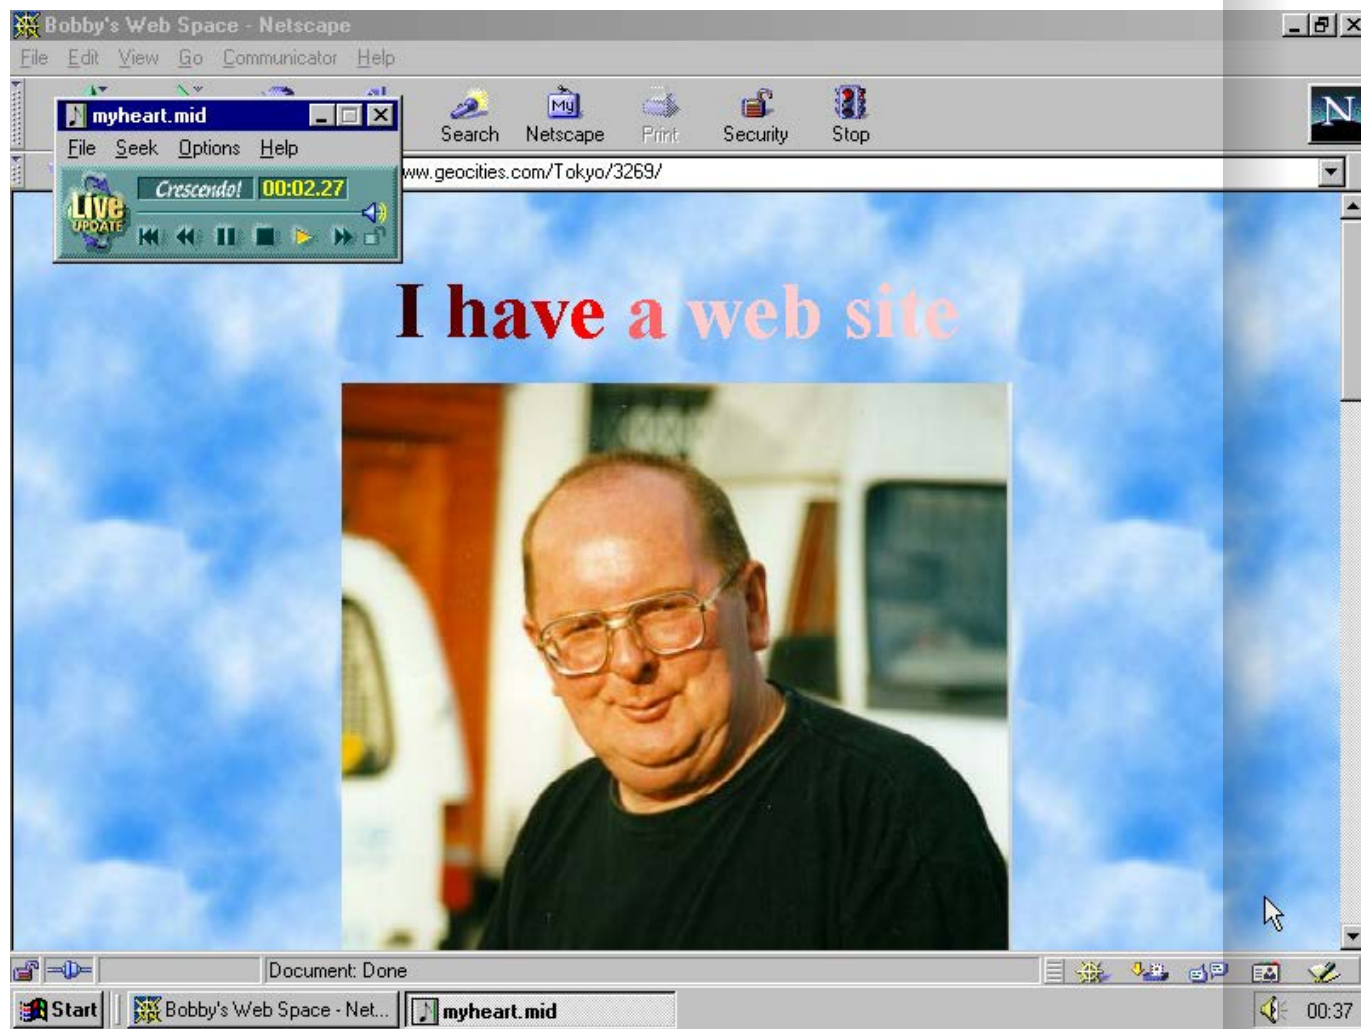 Bobby's Web Space - Netscape
File Edit View Go Communicator Help
myheart.mid
File Seek Options Help
Crescendo! 00:02.27
LIVE
UPDATE
Search My Netscape Print Security Stop
N
ww.geocities.com/Tokyo/3269/
I have a web site
Document: Done
Start Bobby's Web Space - Net... myheart.mid 00:37